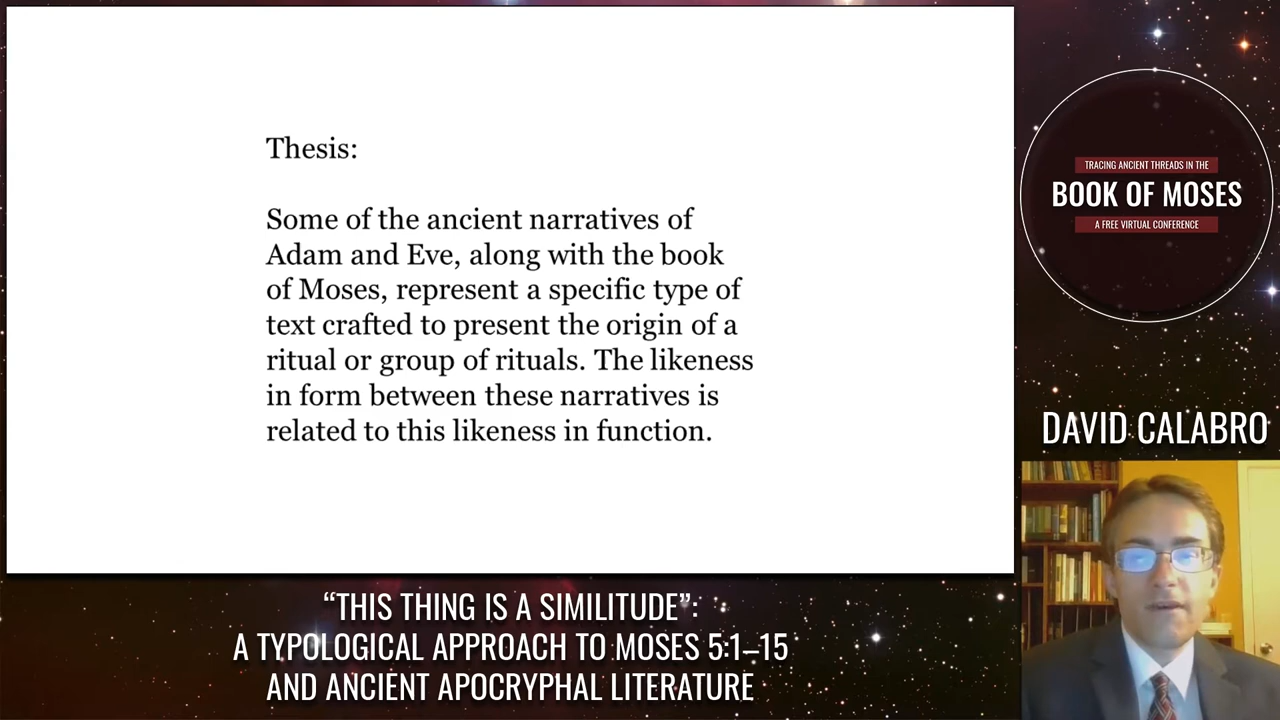 Thesis:
Some of the ancient narratives of
Adam and Eve, along with the book
of Moses, represent a specific type of
text crafted to present the origin of a
ritual or group of rituals. The likeness
in form between these narratives is
related to this likeness in function.
TRACING ANCIENT THREADS IN THE
BOOK OF MOSES
A FREE VIRTUAL CONFERENCE
DAVID CALABRO
“THIS THING IS A SIMILITUDE”:
A TYPOLOGICAL APPROACH TO MOSES 5:1–15
AND ANCIENT APOCRYPHAL LITERATURE